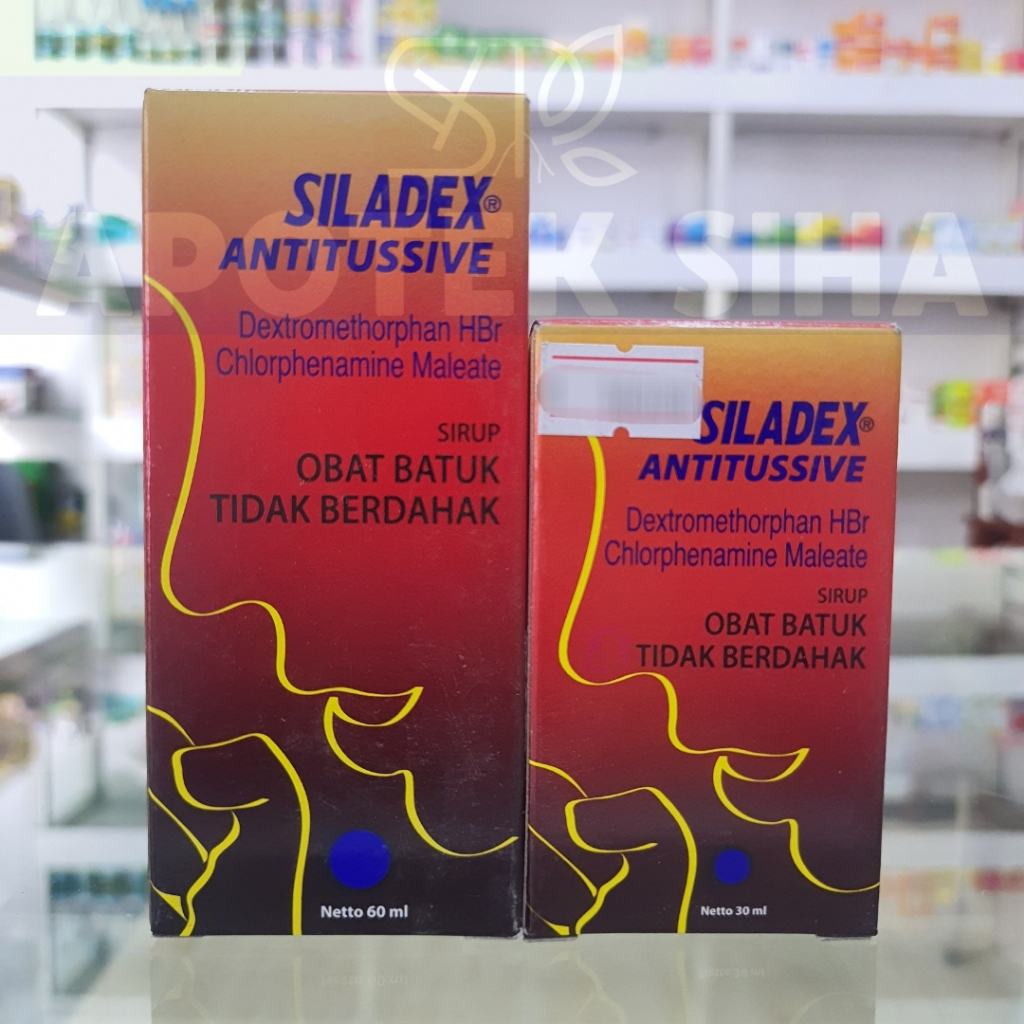 APOTEK SIHA
SILADEX®
ANTITUSSIVE
Dextromethorphan HBr
Chlorphenamine Maleate
SIRUP
OBAT BATUK
TIDAK BERDAHAK
Netto 60 ml
SILADEX®
ANTITUSSIVE
Dextromethorphan HBr
Chlorphenamine Maleate
SIRUP
OBAT BATUK
TIDAK BERDAHAK
Netto 30 ml